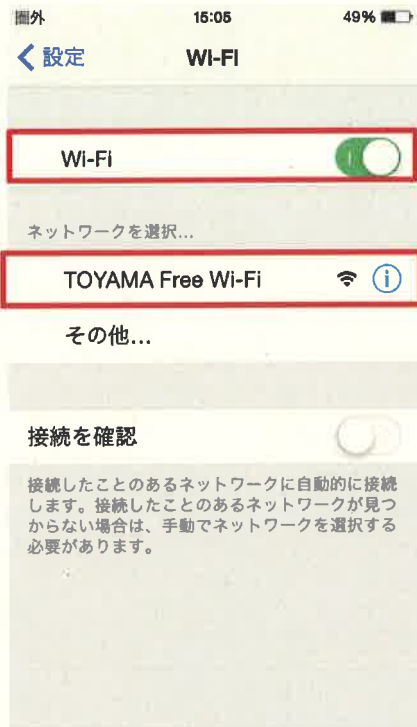 圏外 15:05 49%
設定 Wi-Fi
Wi-Fi
ネットワークを選択...
TOYAMA Free Wi-Fi
その他...
接続を確認
接続したことのあるネットワークに自動的に接続
します。接続したことのあるネットワークが見つ
からない場合は、手動でネットワークを選択する
必要があります。